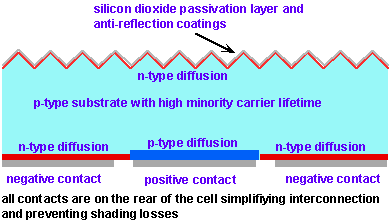 silicon dioxide passivation layer and
anti-reflection coatings
n-type diffusion
p-type substrate with high minority carrier lifetime
n-type diffusion
p-type diffusion
n-type diffusion
negative contact
positive contact
negative contact
all contacts are on the rear of the cell simplifiying interconnection
and preventing shading losses